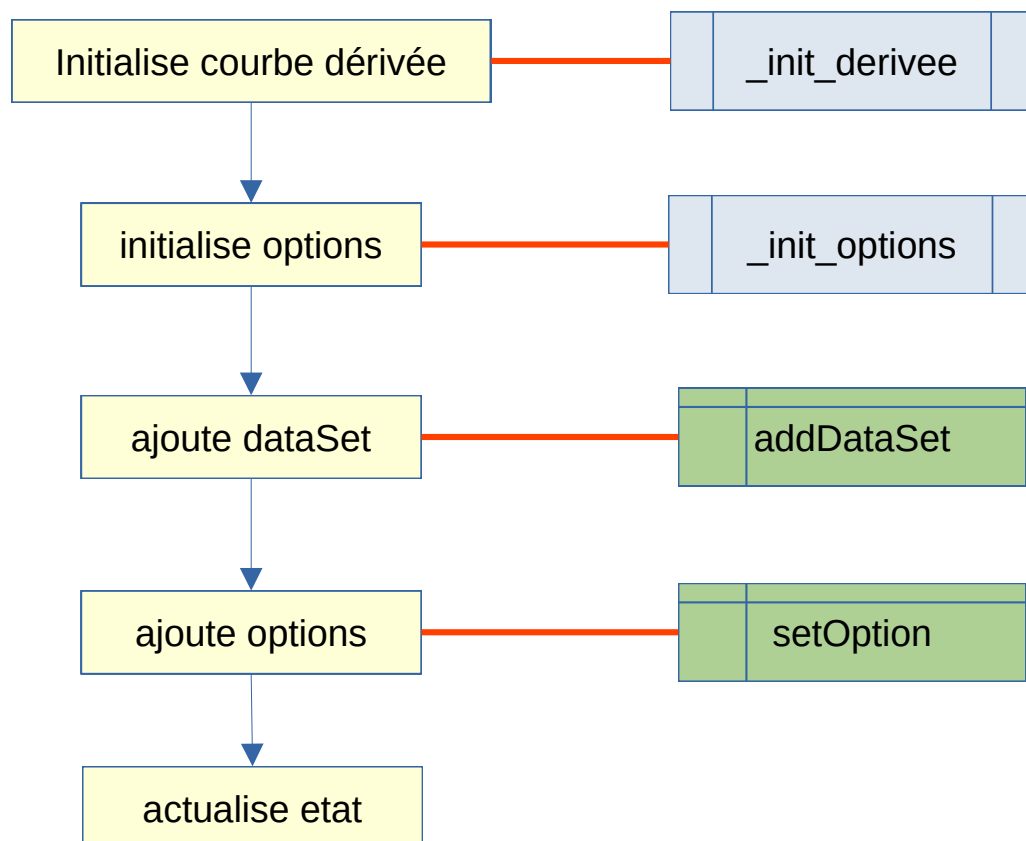 Initialise courbe dérivée
_init_derivee
initialise options
_init_options
ajoute dataSet
addDataSet
ajoute options
setOption
actualise etat